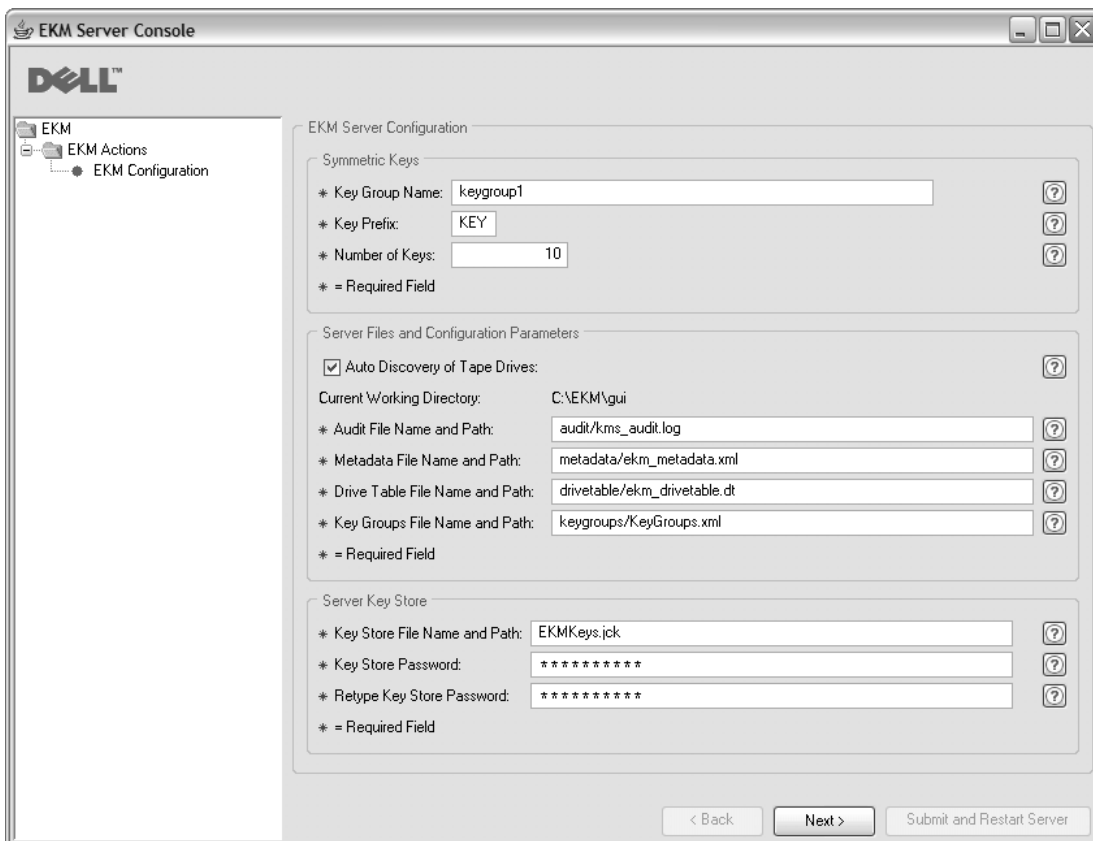 EKM Server Console
DELL™
EKM
EKM Actions
EKM Configuration
EKM Server Configuration
Symmetric Keys
* Key Group Name: keygroup1 ?
* Key Prefix: KEY ?
* Number of Keys: 10 ?
* = Required Field
Server Files and Configuration Parameters
Auto Discovery of Tape Drives: ?
Current Working Directory: C:\EKM\gui
* Audit File Name and Path: audit/kms_audit.log ?
* Metadata File Name and Path: metadata/ekm_metadata.xml ?
* Drive Table File Name and Path: drivetable/ekm_drivetable.dt ?
* Key Groups File Name and Path: keygroups/KeyGroups.xml ?
* = Required Field
Server Key Store
* Key Store File Name and Path: EKMKeys.jck ?
* Key Store Password: ********** ?
* Retype Key Store Password: ********** ?
* = Required Field
< Back Next > Submit and Restart Server